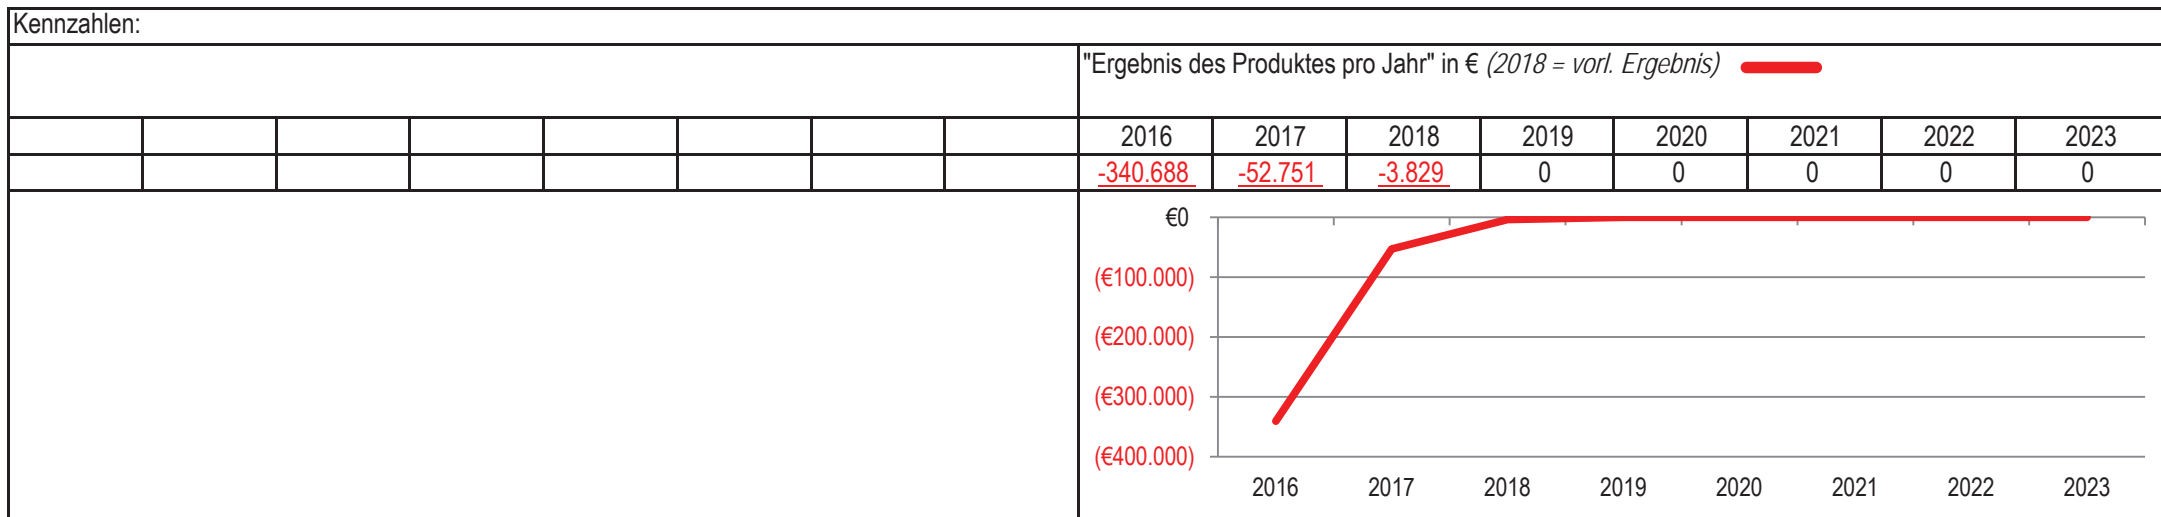 Kennzahlen:
"Ergebnis des Produktes pro Jahr" in € (2018 = vorl. Ergebnis)
2016 2017 2018 2019 2020 2021 2022 2023
-340.688 -52.751 -3.829 0 0 0 0 0
€0
(€100.000)
(€200.000)
(€300.000)
(€400.000)
2016 2017 2018 2019 2020 2021 2022 2023